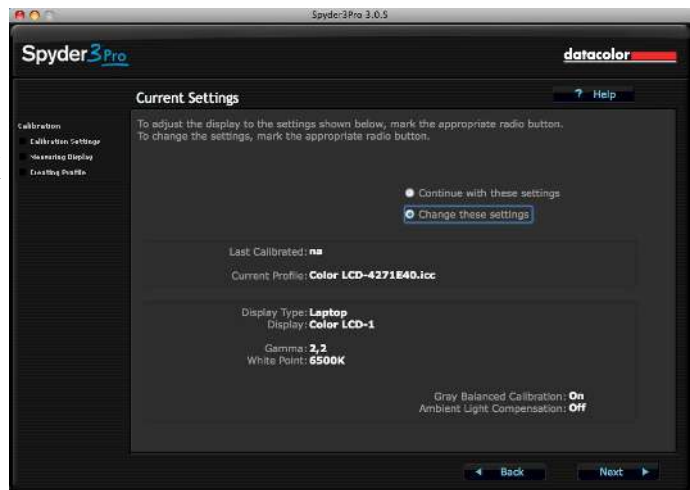 Spyder3Pro 3.0.5
Spyder3Pro
datacolor
Current Settings
? Help
Calibration
Calibration Settings
Measuring Display
Creating Profile
To adjust the display to the settings shown below, mark the appropriate radio button.
To change the settings, mark the appropriate radio button.
Continue with these settings
Change these settings
Last Calibrated: na
Current Profile: Color LCD-4271E40.icc
Display Type: Laptop
Display: Color LCD-1
Gamma: 2,2
White Point: 6500K
Gray Balanced Calibration: On
Ambient Light Compensation: Off
Back
Next